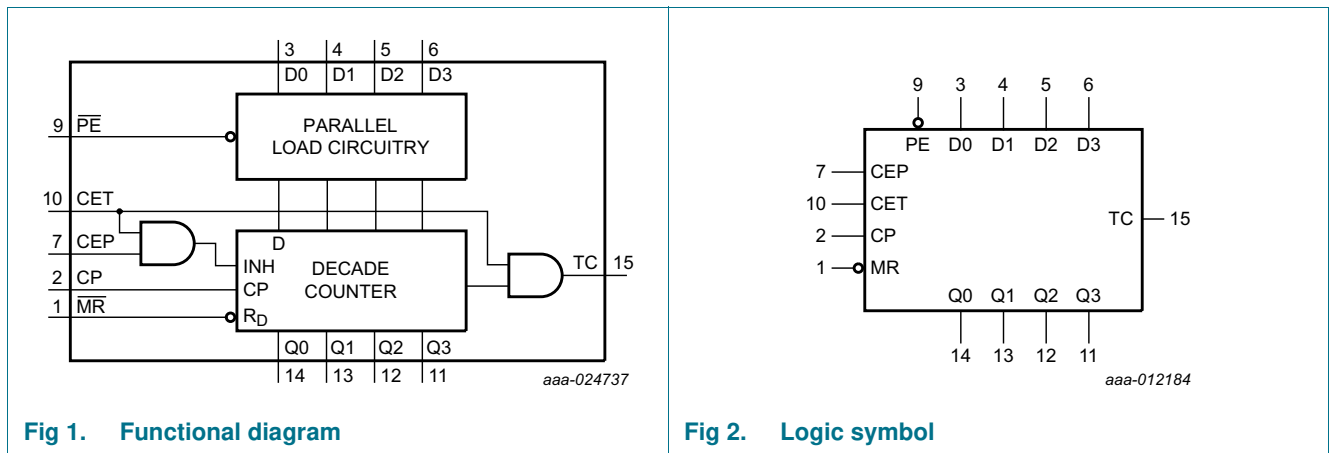 3 4 5 6
D0 D1 D2 D3
9 PE
PARALLEL
LOAD CIRCUITRY
10 CET
7 CEP
2 CP
1 MR
D
INH
CP
RD
DECADE
COUNTER
TC 15
Q0 Q1 Q2 Q3
14 13 12 11
aaa-024737
Fig 1. Functional diagram
9 3 4 5 6
PE D0 D1 D2 D3
7 CEP
10 CET
2 CP
1 MR
TC 15
Q0 Q1 Q2 Q3
14 13 12 11
aaa-012184
Fig 2. Logic symbol